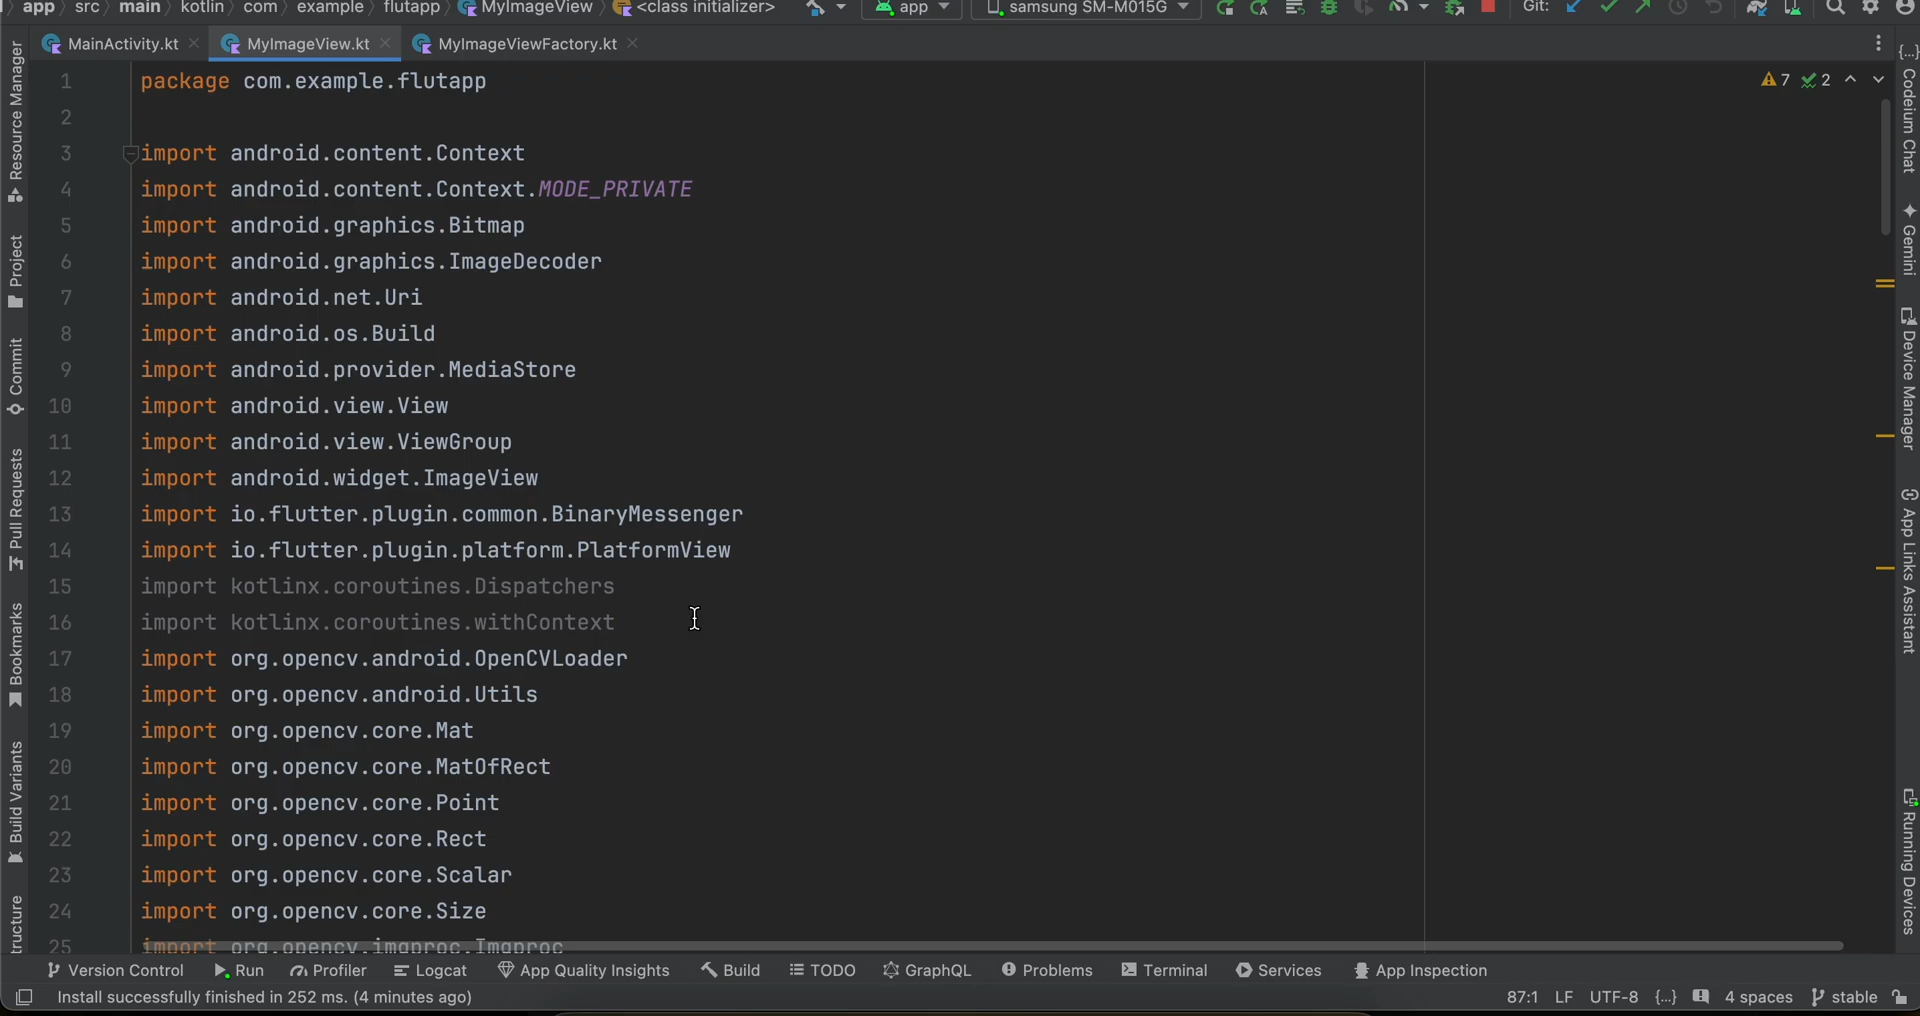 app > src > main > kotlin > com > example > flutapp > MyImageView > <class initializer> app samsung SM-M015G Git:
MainActivity.kt MyImageView.kt MyImageViewFactory.kt
7 2
1 package com.example.flutapp
2
3 import android.content.Context
4 import android.content.Context.MODE_PRIVATE
5 import android.graphics.Bitmap
6 import android.graphics.ImageDecoder
7 import android.net.Uri
8 import android.os.Build
9 import android.provider.MediaStore
10 import android.view.View
11 import android.view.ViewGroup
12 import android.widget.ImageView
13 import io.flutter.plugin.common.BinaryMessenger
14 import io.flutter.plugin.platform.PlatformView
15 import kotlinx.coroutines.Dispatchers
16 import kotlinx.coroutines.withContext
17 import org.opencv.android.OpenCVLoader
18 import org.opencv.android.Utils
19 import org.opencv.core.Mat
20 import org.opencv.core.MatOfRect
21 import org.opencv.core.Point
22 import org.opencv.core.Rect
23 import org.opencv.core.Scalar
24 import org.opencv.core.Size
25 import org.opencv.imgproc.Imgproc
Resource Manager
Project
Commit
Pull Requests
Bookmarks
Build Variants
tructure
{...} Codeium Chat
Gemini
Device Manager
App Links Assistant
Running Devices
Version Control Run Profiler Logcat App Quality Insights Build TODO GraphQL Problems Terminal Services App Inspection
Install successfully finished in 252 ms. (4 minutes ago) 87:1 LF UTF-8 {...} 4 spaces stable